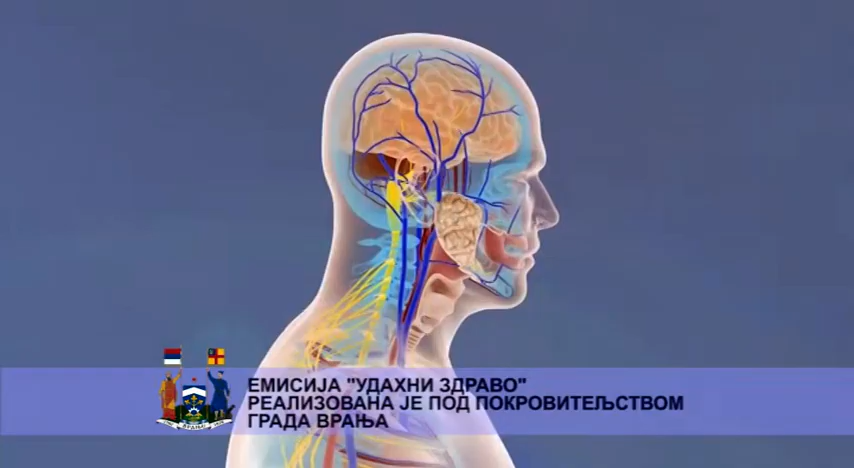 ЕМИСИЈА "УДАХНИ ЗДРАВО"
РЕАЛИЗОВАНА ЈЕ ПОД ПОКРОВИТЕЉСТВОМ
ГРАДА ВРАЊА